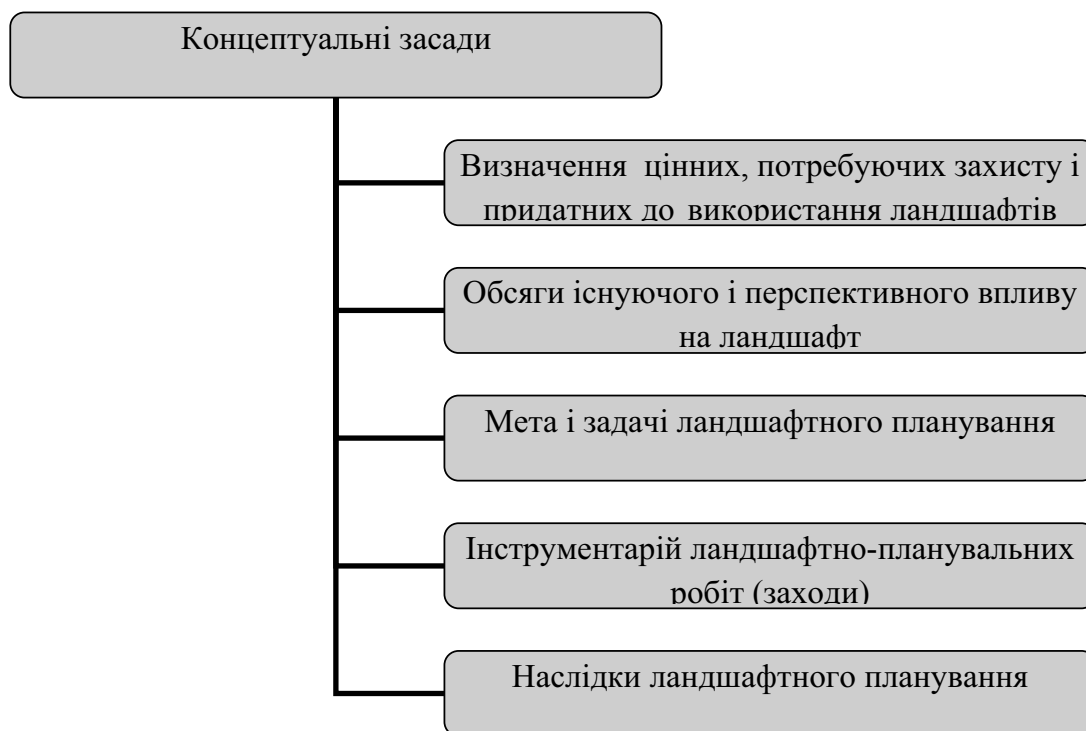 Концептуальні засади
Визначення цінних, потребуючих захисту і
придатних до використання ландшафтів
Обсяги існуючого і перспективного впливу
на ландшафт
Мета і задачі ландшафтного планування
Інструментарій ландшафтно-планувальних
робіт (заходи)
Наслідки ландшафтного планування